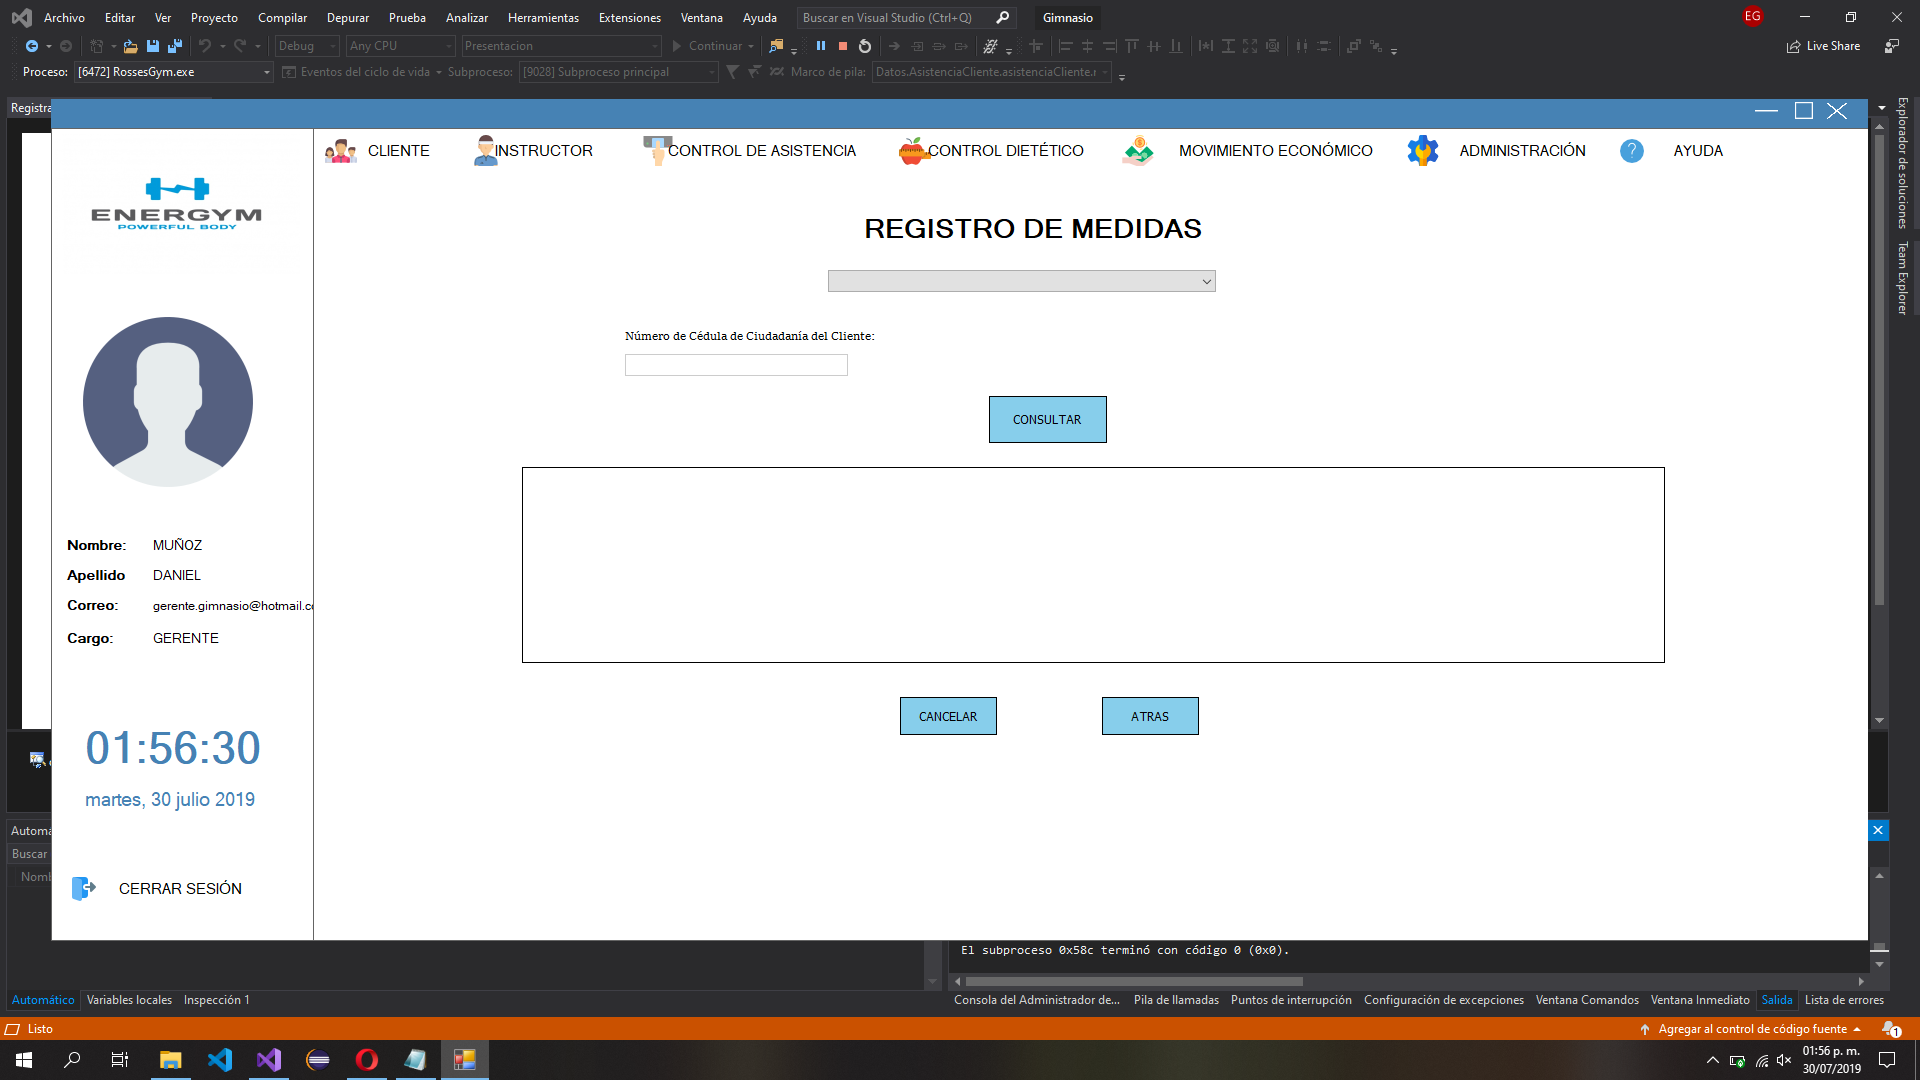 Archivo Editar Ver Proyecto Compilar Depurar Prueba Analizar Herramientas Extensiones Ventana Ayuda Buscar en Visual Studio (Ctrl+Q) Gimnasio EG
Debug Any CPU Presentacion Continuar Live Share
Proceso: [6472] RossesGym.exe Eventos del ciclo de vida Subproceso: [9028] Subproceso principal Marco de pila: Datos.AsistenciaCliente.asistenciaCliente.r
Registra
Explorador de soluciones
Team Explorer
CLIENTE INSTRUCTOR CONTROL DE ASISTENCIA CONTROL DIETÉTICO MOVIMIENTO ECONÓMICO ADMINISTRACIÓN ? AYUDA
ENERGYM
POWERFUL BODY
REGISTRO DE MEDIDAS
Número de Cédula de Ciudadanía del Cliente:
CONSULTAR
Nombre: MUÑOZ
Apellido DANIEL
Correo: gerente.gimnasio@hotmail.co
Cargo: GERENTE
CANCELAR ATRAS
01:56:30
martes, 30 julio 2019
CERRAR SESIÓN
Automá
Buscar
Nomb
El subproceso 0x58c terminó con código 0 (0x0).
Automático Variables locales Inspección 1
Consola del Administrador de... Pila de llamadas Puntos de interrupción Configuración de excepciones Ventana Comandos Ventana Inmediato Salida Lista de errores
Listo Agregar al control de código fuente 1
01:56 p. m.
30/07/2019